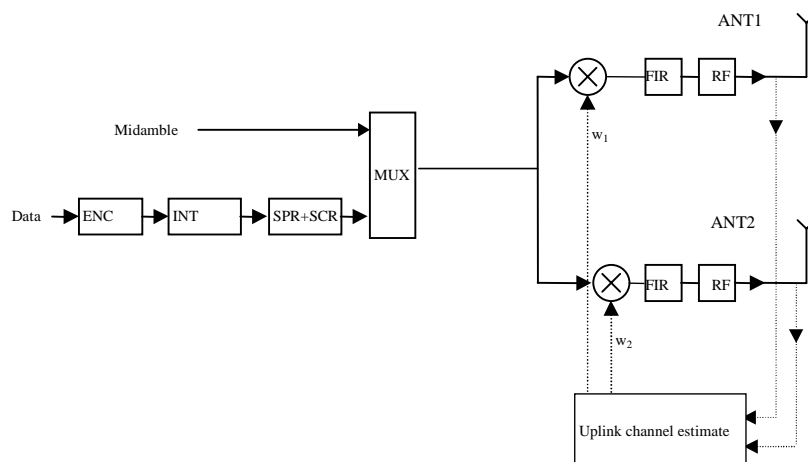 ANT1
FIR
RF
Midamble
w1
MUX
Data
ENC
INT
SPR+SCR
ANT2
FIR
RF
w2
Uplink channel estimate